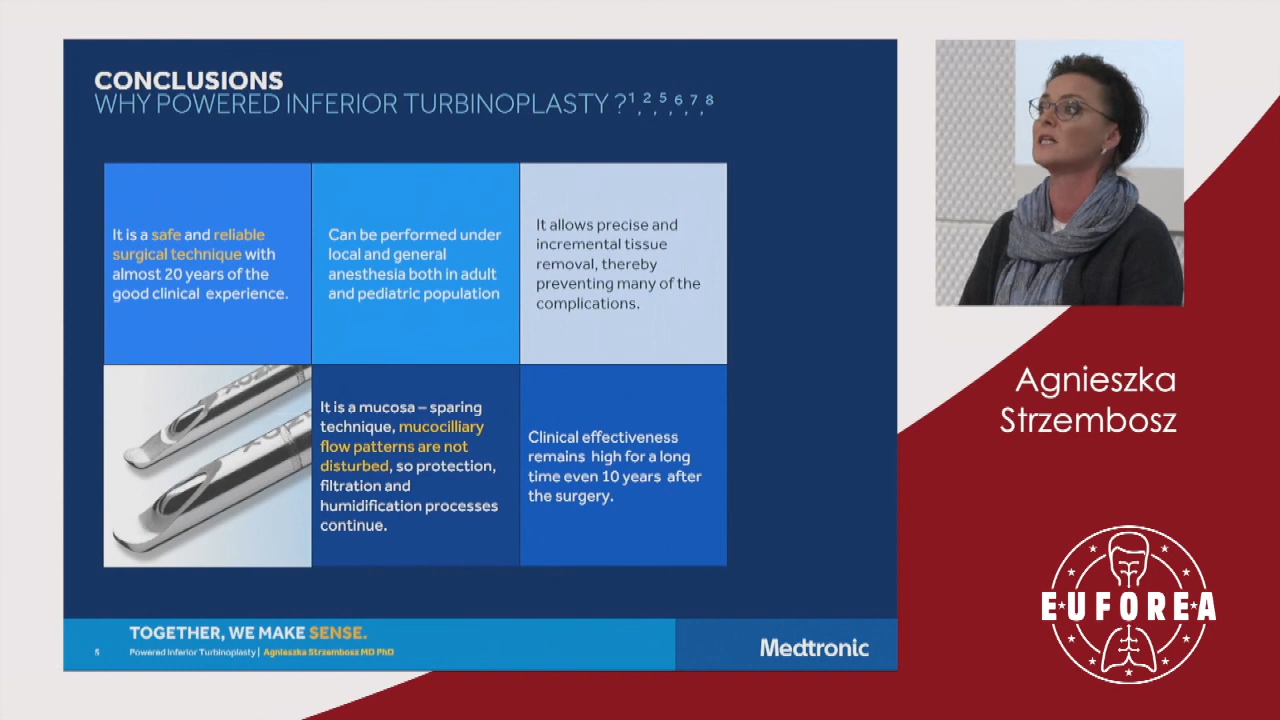 CONCLUSIONS
WHY POWERED INFERIOR TURBINOPLASTY ?1, 2, 5, 6, 7, 8
It is a safe and reliable
surgical technique with
almost 20 years of the
good clinical experience.
Can be performed under
local and general
anesthesia both in adult
and pediatric population
It allows precise and
incremental tissue
removal, thereby
preventing many of the
complications.
It is a mucosa – sparing
technique, mucocilliary
flow patterns are not
disturbed, so protection,
filtration and
humidification processes
continue.
Clinical effectiveness
remains high for a long
time even 10 years after
the surgery.
TOGETHER, WE MAKE SENSE.
5 Powered Inferior Turbinoplasty | Agnieszka Strzembosz MD PhD
Medtronic
Agnieszka
Strzembosz
EUFOREA